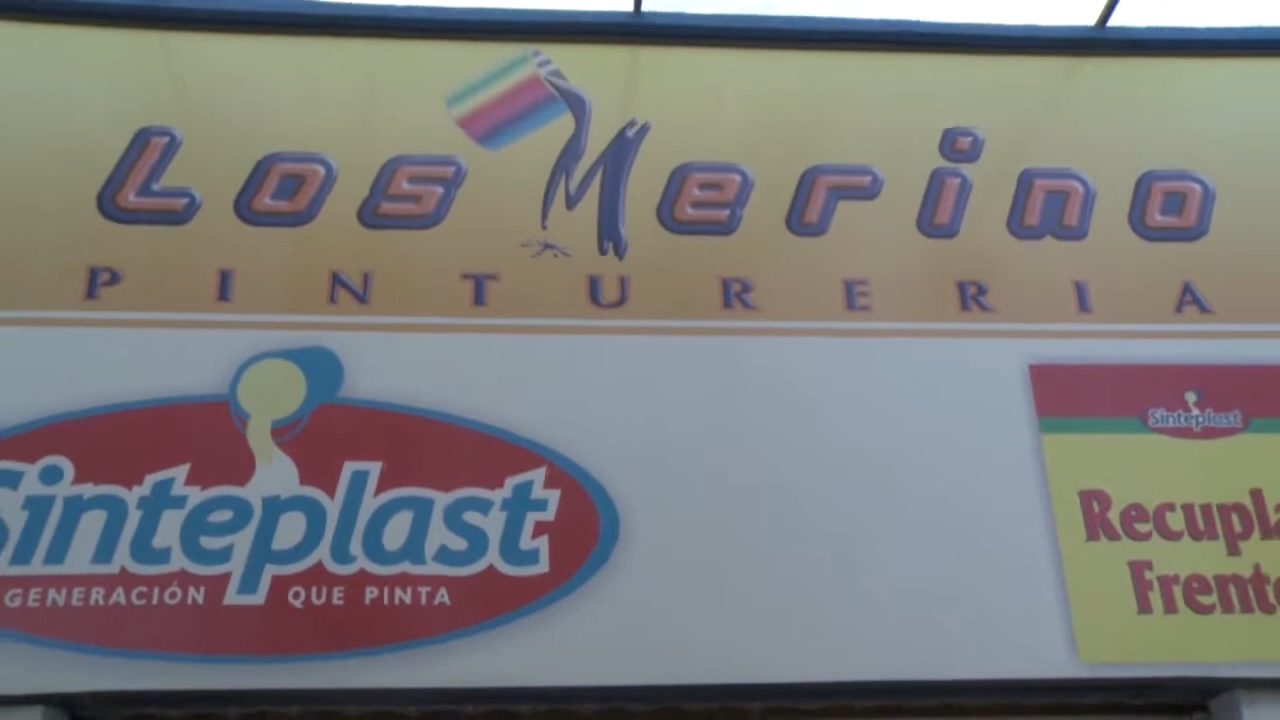 Los Merino
PINTURERIA
Sinteplast
GENERACIÓN QUE PINTA
Sinteplast